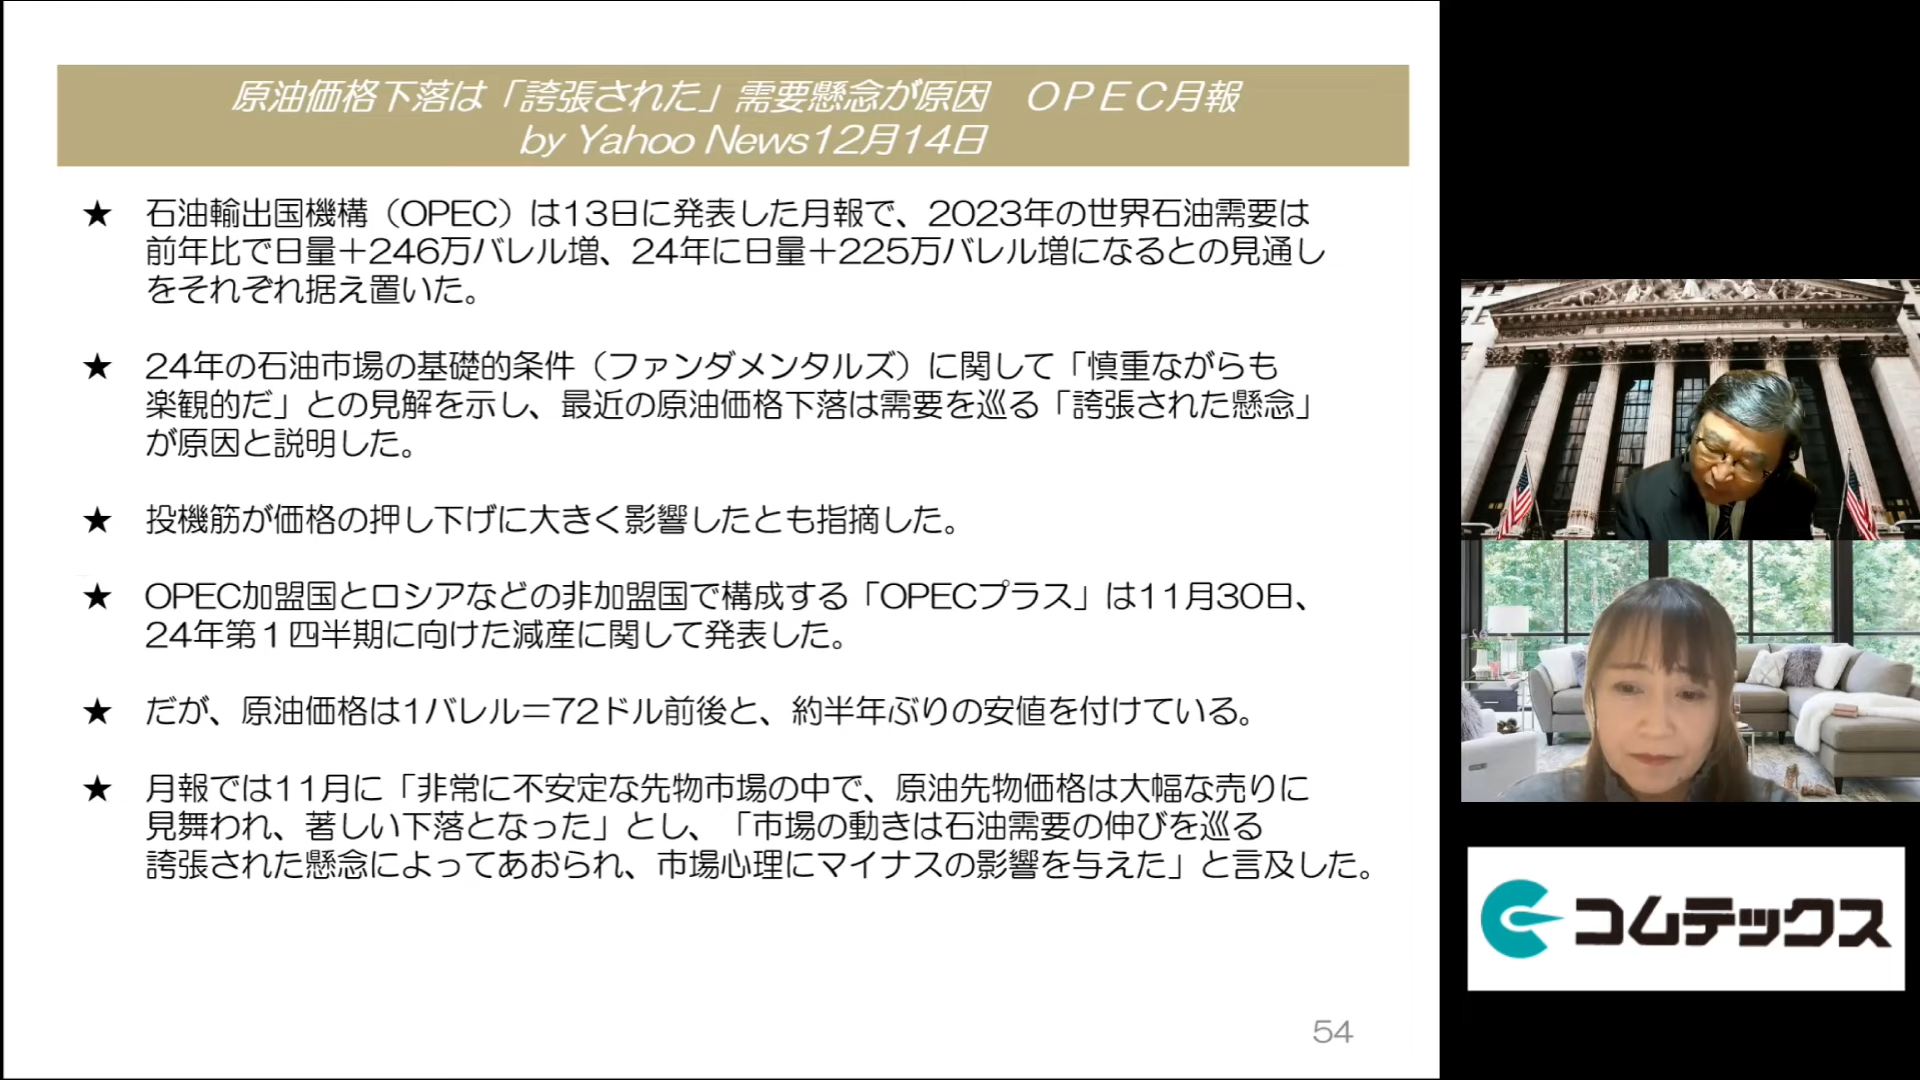 原油価格下落は「誇張された」需要懸念が原因　ＯＰＥＣ月報
by Yahoo News12月14日
★ 石油輸出国機構（OPEC）は13日に発表した月報で、2023年の世界石油需要は
前年比で日量＋246万バレル増、24年に日量＋225万バレル増になるとの見通し
をそれぞれ据え置いた。
★ 24年の石油市場の基礎的条件（ファンダメンタルズ）に関して「慎重ながらも
楽観的だ」との見解を示し、最近の原油価格下落は需要を巡る「誇張された懸念」
が原因と説明した。
★ 投機筋が価格の押し下げに大きく影響したとも指摘した。
★ OPEC加盟国とロシアなどの非加盟国で構成する「OPECプラス」は11月30日、
24年第１四半期に向けた減産に関して発表した。
★ だが、原油価格は1バレル＝72ドル前後と、約半年ぶりの安値を付けている。
★ 月報では11月に「非常に不安定な先物市場の中で、原油先物価格は大幅な売りに
見舞われ、著しい下落となった」とし、「市場の動きは石油需要の伸びを巡る
誇張された懸念によってあおられ、市場心理にマイナスの影響を与えた」と言及した。
54
コムテックス